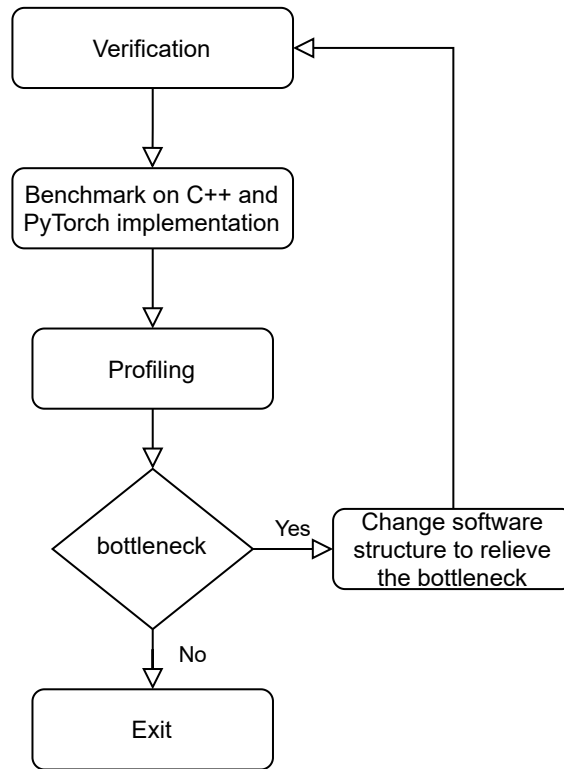 Verification
Benchmark on C++ and
PyTorch implementation
Profiling
bottleneck
Yes
Change software
structure to relieve
the bottleneck
No
Exit